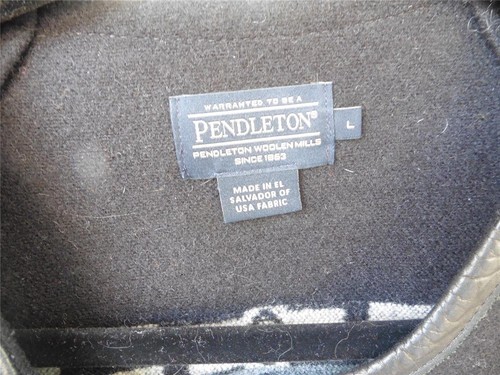 WARRANTED TO BE A
PENDLETON®
L
PENDLETON WOOLEN MILLS
SINCE 1863
MADE IN EL
SALVADOR OF
USA FABRIC